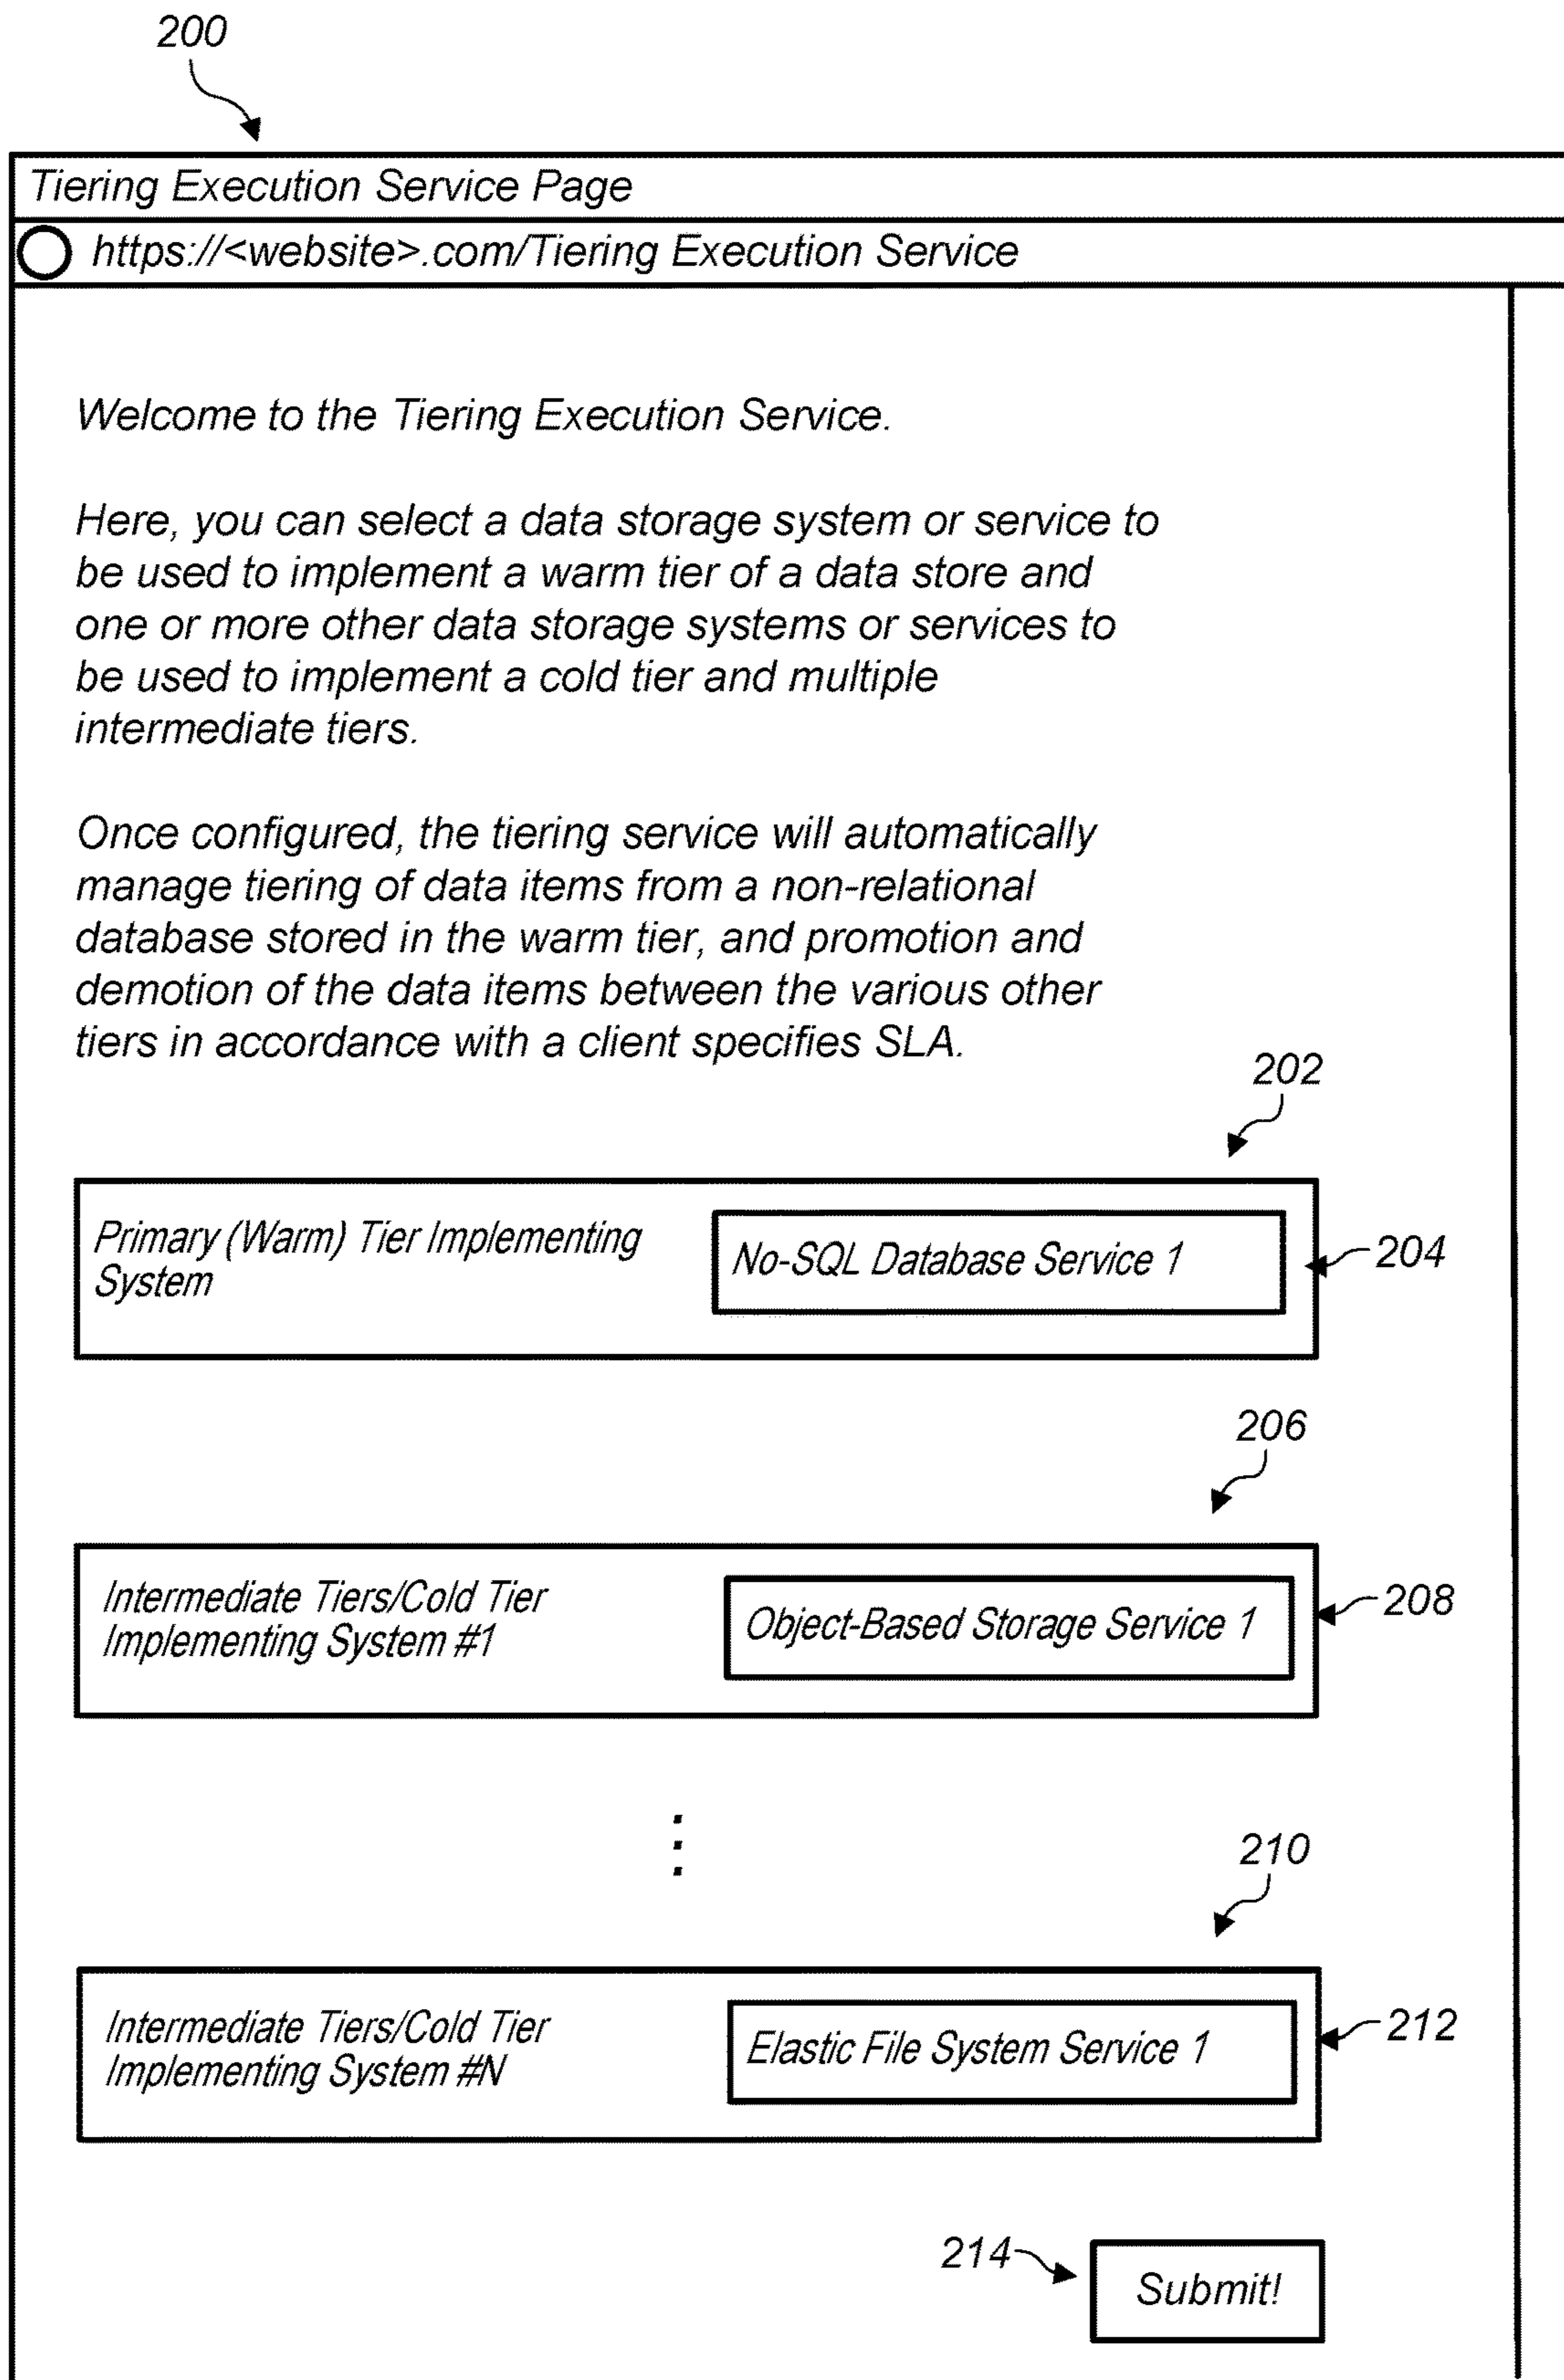 200
Tiering Execution Service Page
https://<website>.com/Tiering Execution Service
Welcome to the Tiering Execution Service.
Here, you can select a data storage system or service to
be used to implement a warm tier of a data store and
one or more other data storage systems or services to
be used to implement a cold tier and multiple
intermediate tiers.
Once configured, the tiering service will automatically
manage tiering of data items from a non-relational
database stored in the warm tier, and promotion and
demotion of the data items between the various other
tiers in accordance with a client specifies SLA.
202
Primary (Warm) Tier Implementing
System
No-SQL Database Service 1
204
206
Intermediate Tiers/Cold Tier
Implementing System #1
Object-Based Storage Service 1
208
210
Intermediate Tiers/Cold Tier
Implementing System #N
Elastic File System Service 1
212
214
Submit!